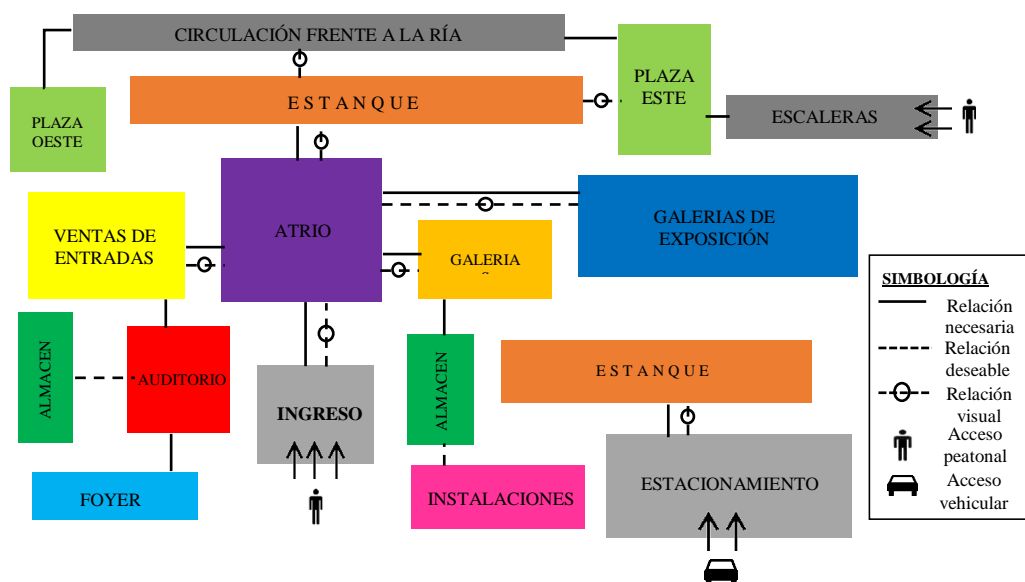 CIRCULACIÓN FRENTE A LA RÍA
PLAZA
OESTE
E S T A N Q U E
PLAZA
ESTE
ESCALERAS
VENTAS DE
ENTRADAS
ATRIO
GALERIA
GALERIAS DE
EXPOSICIÓN
ALMACEN
AUDITORIO
INGRESO
ALMACEN
E S T A N Q U E
FOYER
INSTALACIONES
ESTACIONAMIENTO
SIMBOLOGÍA
Relación
necesaria
Relación
deseable
Relación
visual
Acceso
peatonal
Acceso
vehicular